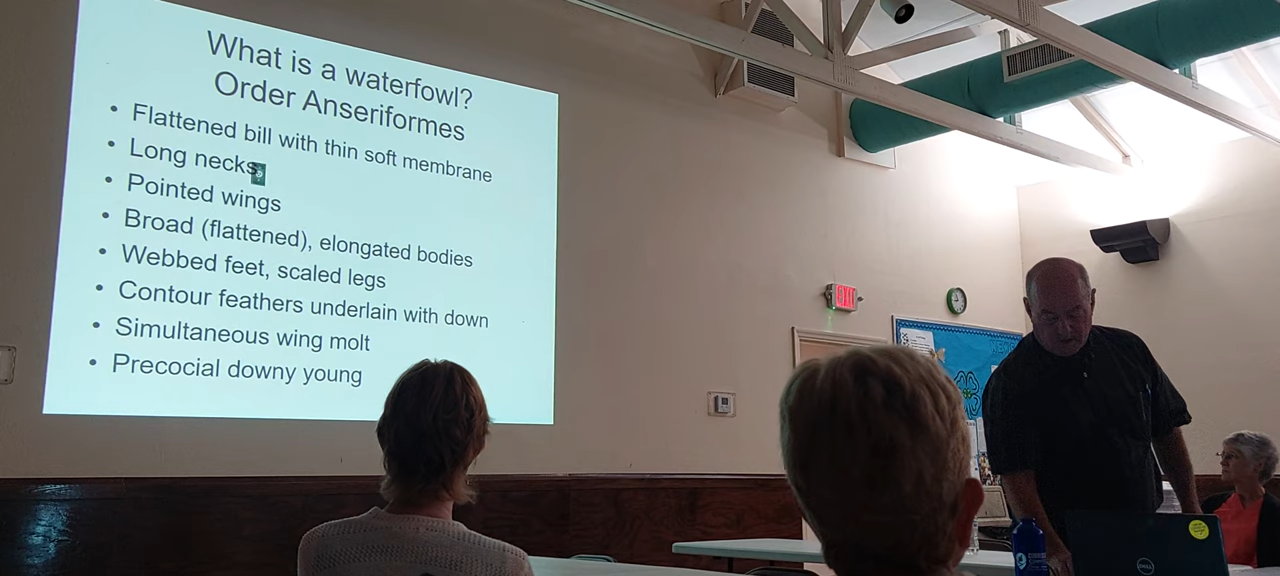 What is a waterfowl?
Order Anseriformes
• Flattened bill with thin soft membrane
• Long necks
• Pointed wings
• Broad (flattened), elongated bodies
• Webbed feet, scaled legs
• Contour feathers underlain with down
• Simultaneous wing molt
• Precocial downy young
EXIT
DELL